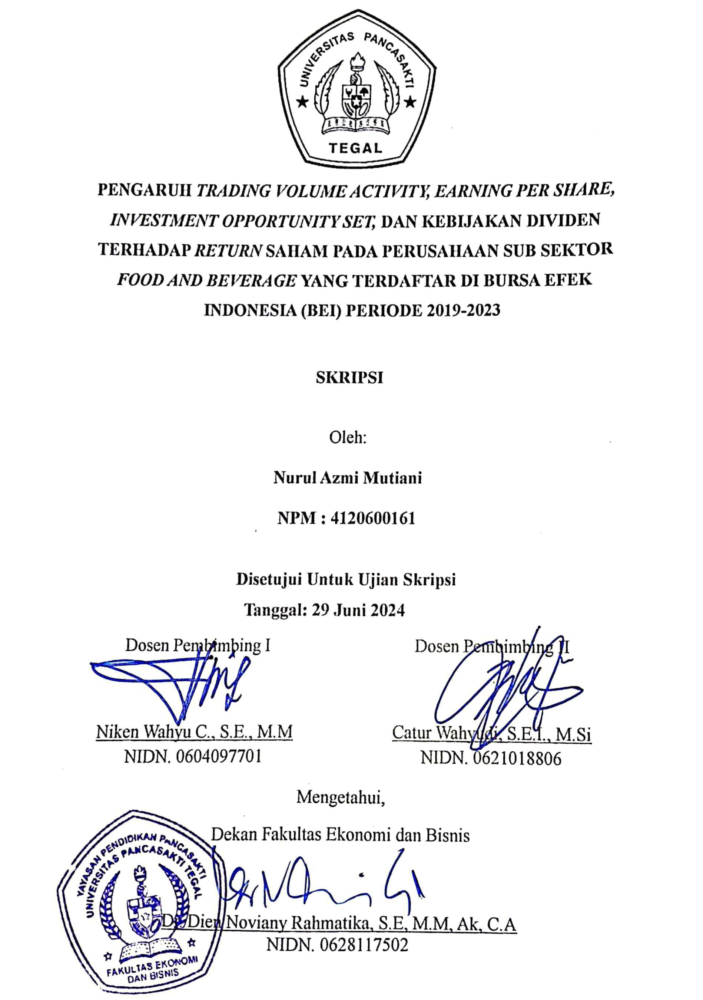 UNIVERSITAS PANCASAKTI
TEGAL
PENGARUH TRADING VOLUME ACTIVITY, EARNING PER SHARE,
INVESTMENT OPPORTUNITY SET, DAN KEBIJAKAN DIVIDEN
TERHADAP RETURN SAHAM PADA PERUSAHAAN SUB SEKTOR
FOOD AND BEVERAGE YANG TERDAFTAR DI BURSA EFEK
INDONESIA (BEI) PERIODE 2019-2023
SKRIPSI
Oleh:
Nurul Azmi Mutiani
NPM : 4120600161
Disetujui Untuk Ujian Skripsi
Tanggal: 29 Juni 2024
Dosen Pembimbing I
Dosen Pembimbing II
Niken Wahyu C., S.E., M.M
Catur Wahyudi, S.E.I., M.Si
NIDN. 0604097701
NIDN. 0621018806
Mengetahui,
Dekan Fakultas Ekonomi dan Bisnis
YAYASAN PENDIDIKAN PANCASAKTI
UNIVERSITAS PANCASAKTI TEGAL
Dr. Dien Noviany Rahmatika, S.E, M.M, Ak, C.A
NIDN. 0628117502
FAKULTAS EKONOMI
DAN BISNIS